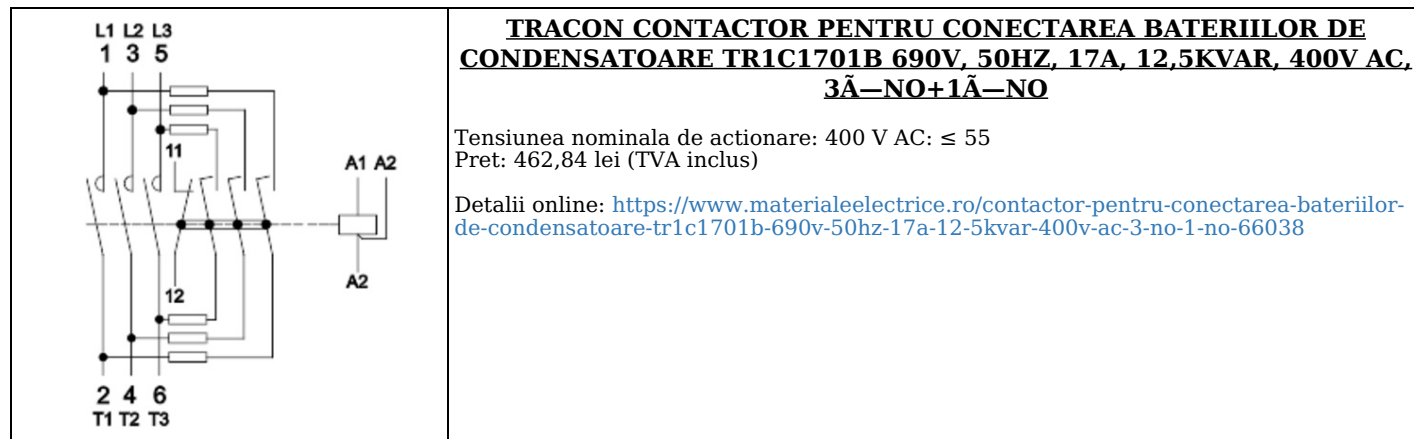 L1 L2 L3
1 3 5
11
A1 A2
12
A2
2 4 6
T1 T2 T3
TRACON CONTACTOR PENTRU CONECTAREA BATERIILOR DE
CONDENSATOARE TR1C1701B 690V, 50HZ, 17A, 12,5KVAR, 400V AC,
3Ã—NO+1Ã—NO
Tensiunea nominala de actionare: 400 V AC: ≤ 55
Pret: 462,84 lei (TVA inclus)
Detalii online: https://www.materialeelectrice.ro/contactor-pentru-conectarea-bateriilor-
de-condensatoare-tr1c1701b-690v-50hz-17a-12-5kvar-400v-ac-3-no-1-no-66038